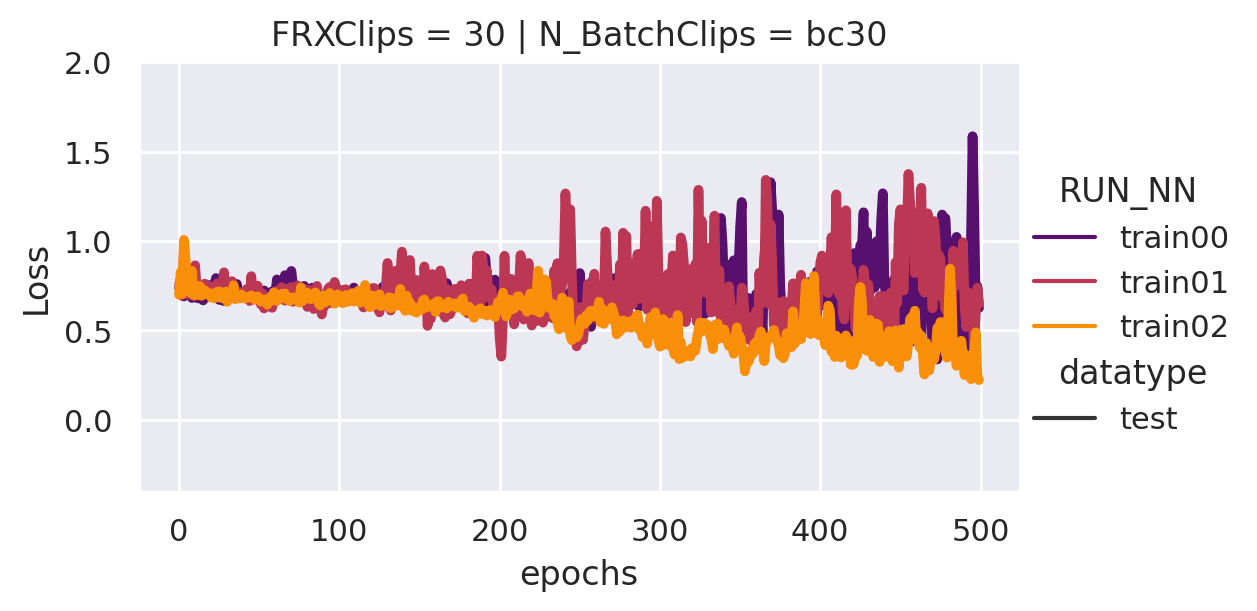 FRXClips = 30 | N_BatchClips = bc30
2.0
1.5
1.0
0.5
0.0
Loss
0 100 200 300 400 500
epochs
RUN_NN
train00
train01
train02
datatype
test